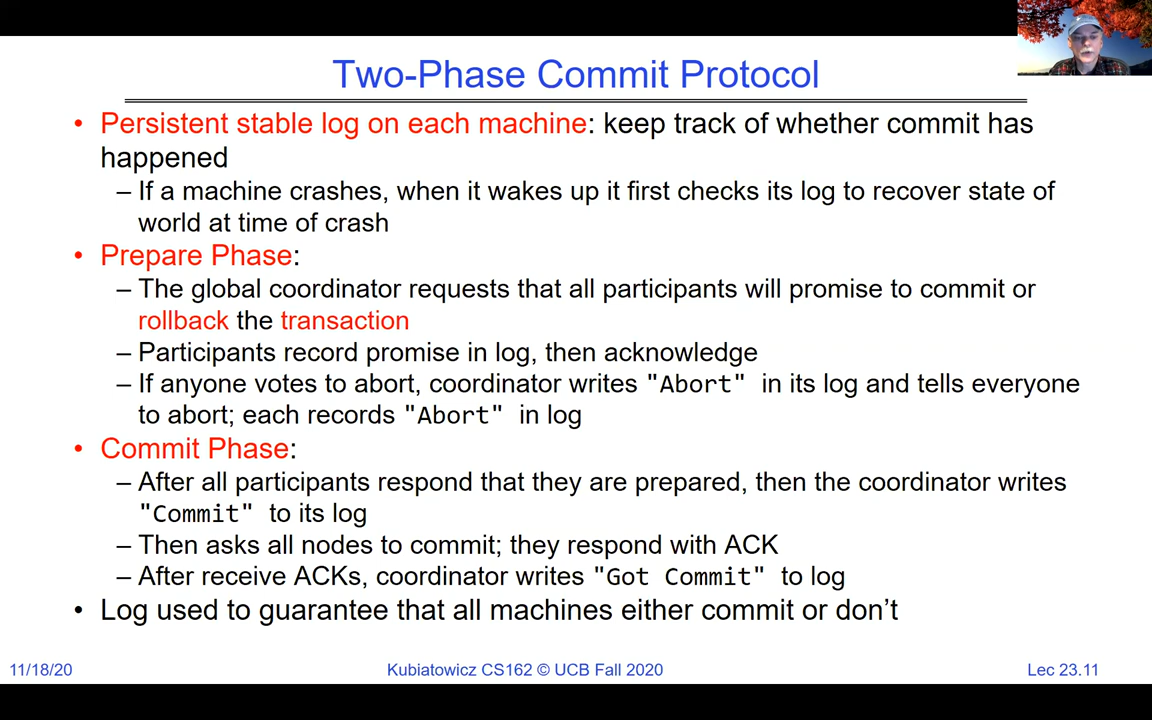 Two-Phase Commit Protocol
• Persistent stable log on each machine: keep track of whether commit has
happened
– If a machine crashes, when it wakes up it first checks its log to recover state of
world at time of crash
• Prepare Phase:
– The global coordinator requests that all participants will promise to commit or
rollback the transaction
– Participants record promise in log, then acknowledge
– If anyone votes to abort, coordinator writes "Abort" in its log and tells everyone
to abort; each records "Abort" in log
• Commit Phase:
– After all participants respond that they are prepared, then the coordinator writes
"Commit" to its log
– Then asks all nodes to commit; they respond with ACK
– After receive ACKs, coordinator writes "Got Commit" to log
• Log used to guarantee that all machines either commit or don’t
11/18/20
Kubiatowicz CS162 © UCB Fall 2020
Lec 23.11